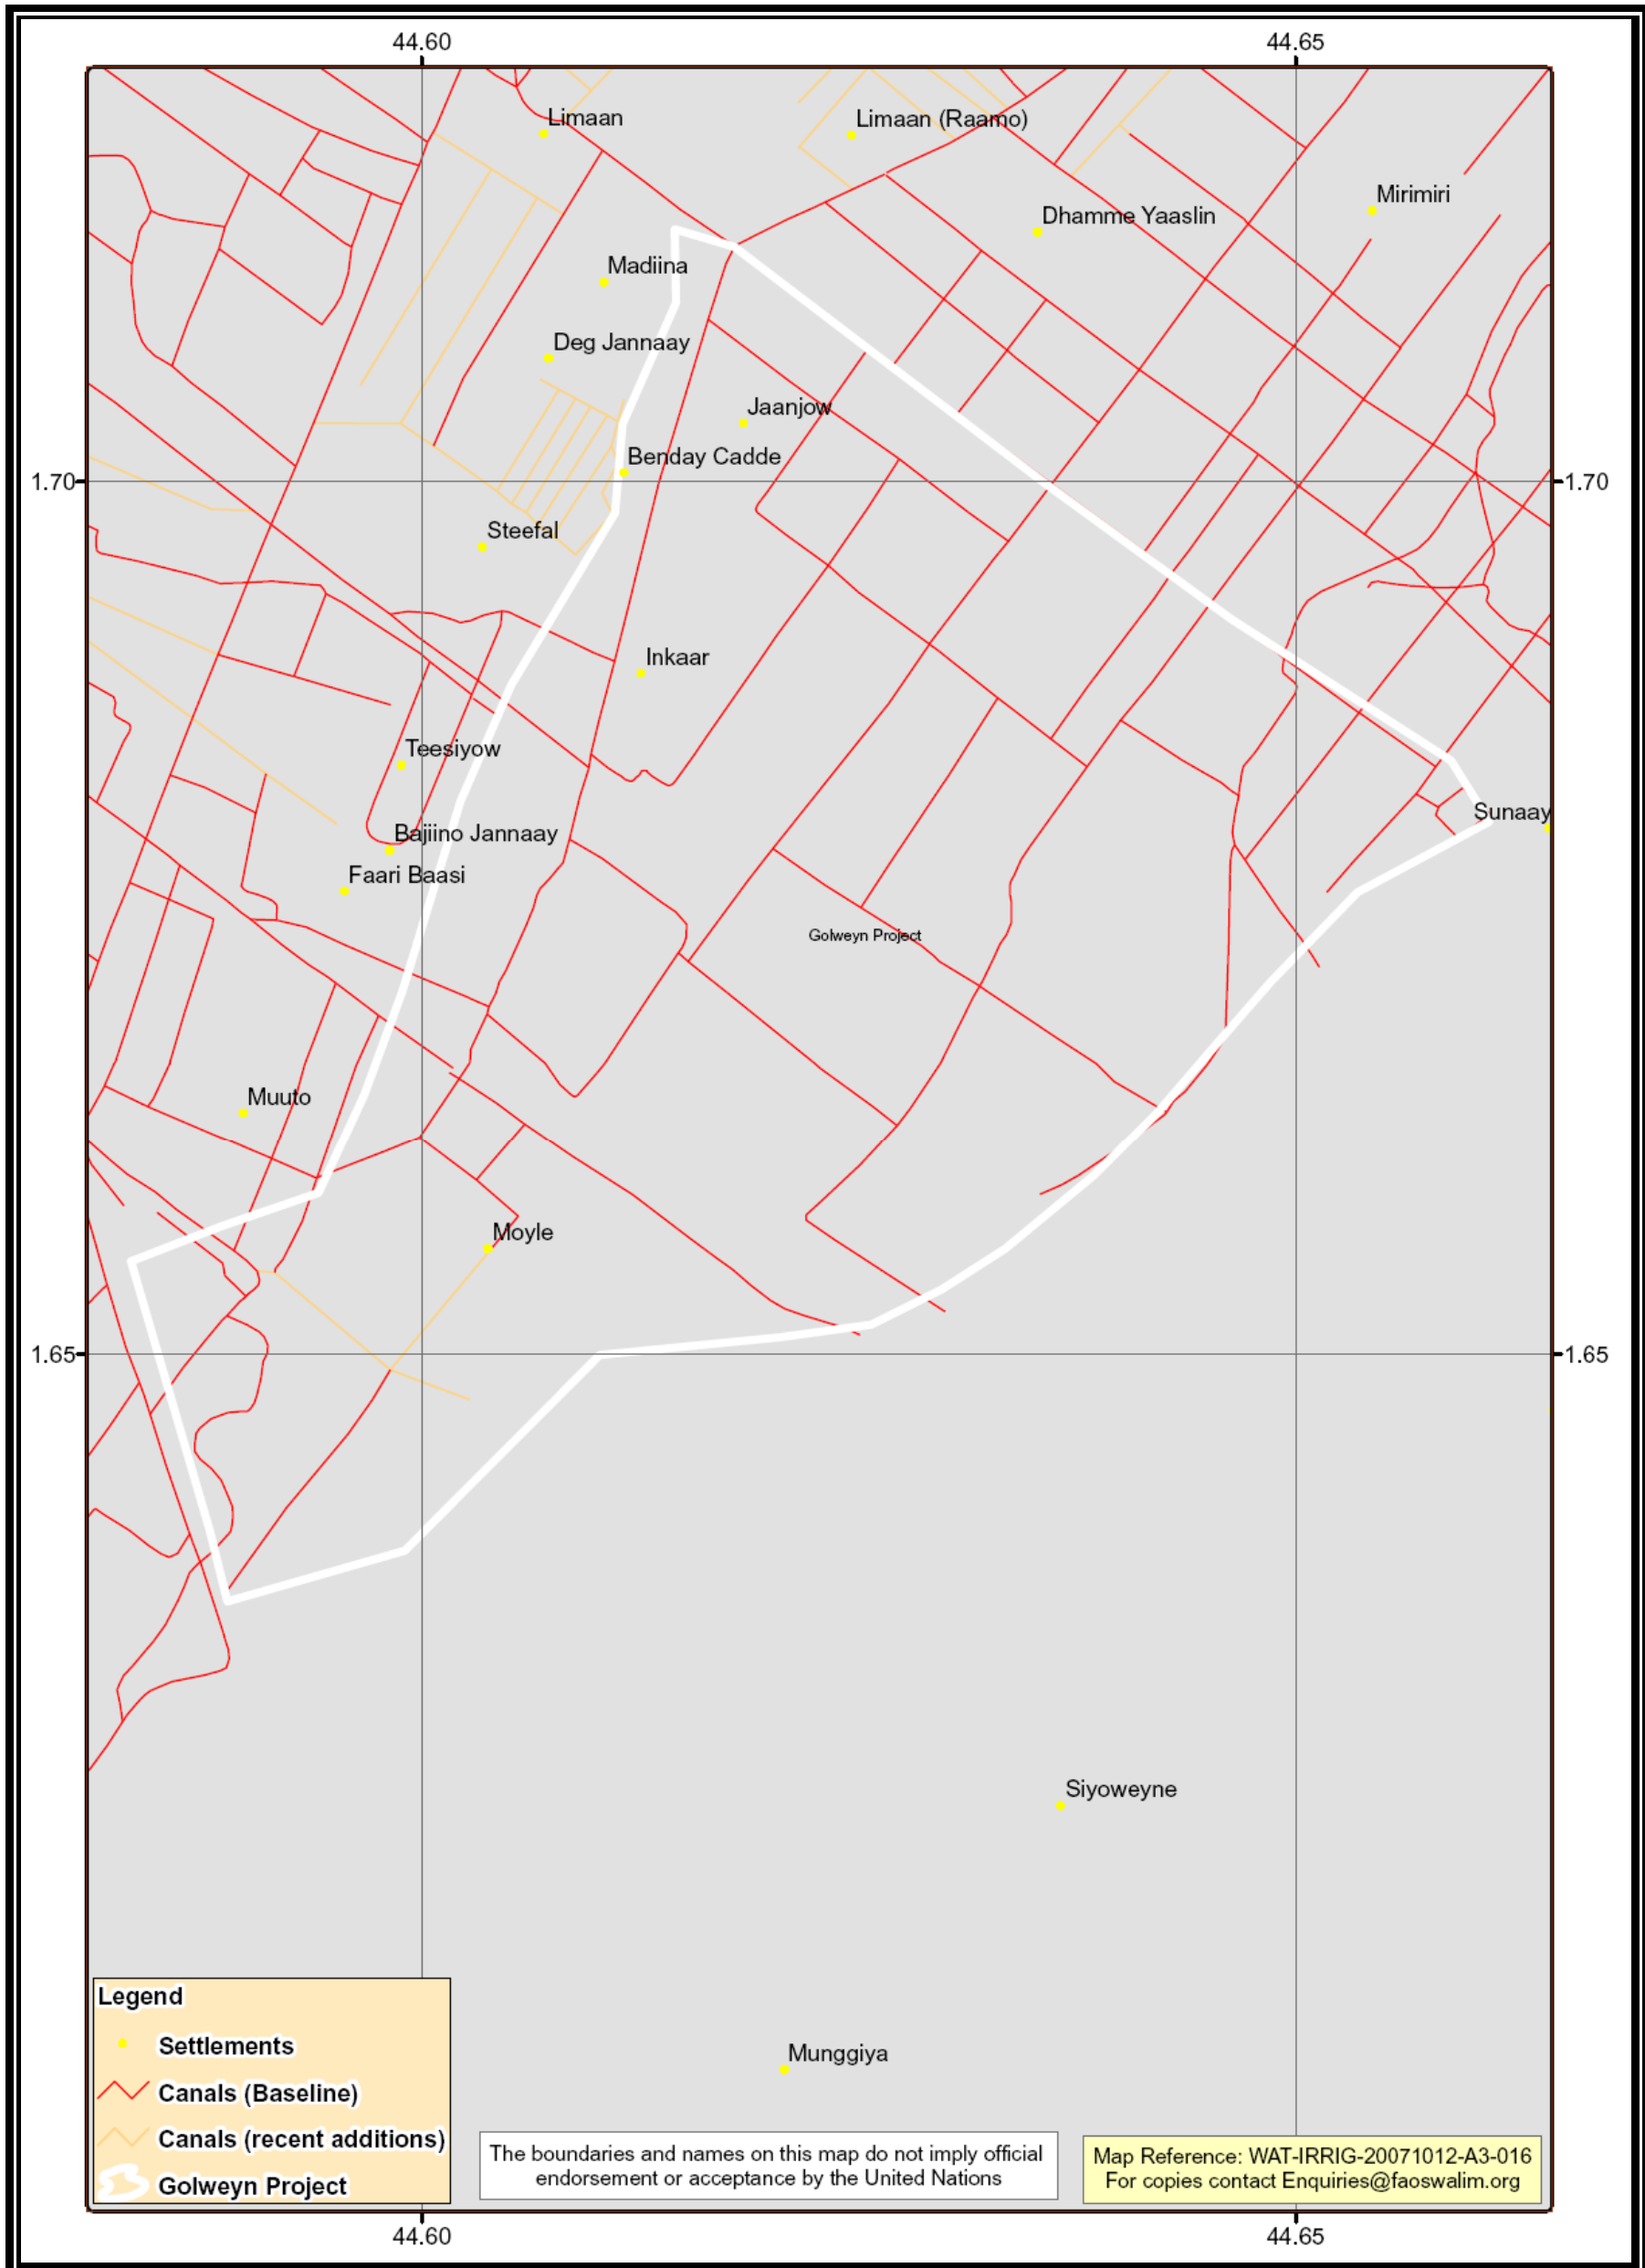 44.60
44.65
Limaan
Limaan (Raamo)
Mirimiri
Dhamme Yaaslin
Madiina
Deg Jannaay
Jaanjow
Benday Cadde
1.70
1.70
Steefal
Inkaar
Teesiyow
Sunaay
Bajiino Jannaay
Faari Baasi
Golweyn Project
Muuto
Moyle
1.65
1.65
Siyoweyne
Munggiya
Legend
Settlements
Canals (Baseline)
Canals (recent additions)
Golweyn Project
The boundaries and names on this map do not imply official
endorsement or acceptance by the United Nations
Map Reference: WAT-IRRIG-20071012-A3-016
For copies contact Enquiries@faoswalim.org
44.60
44.65